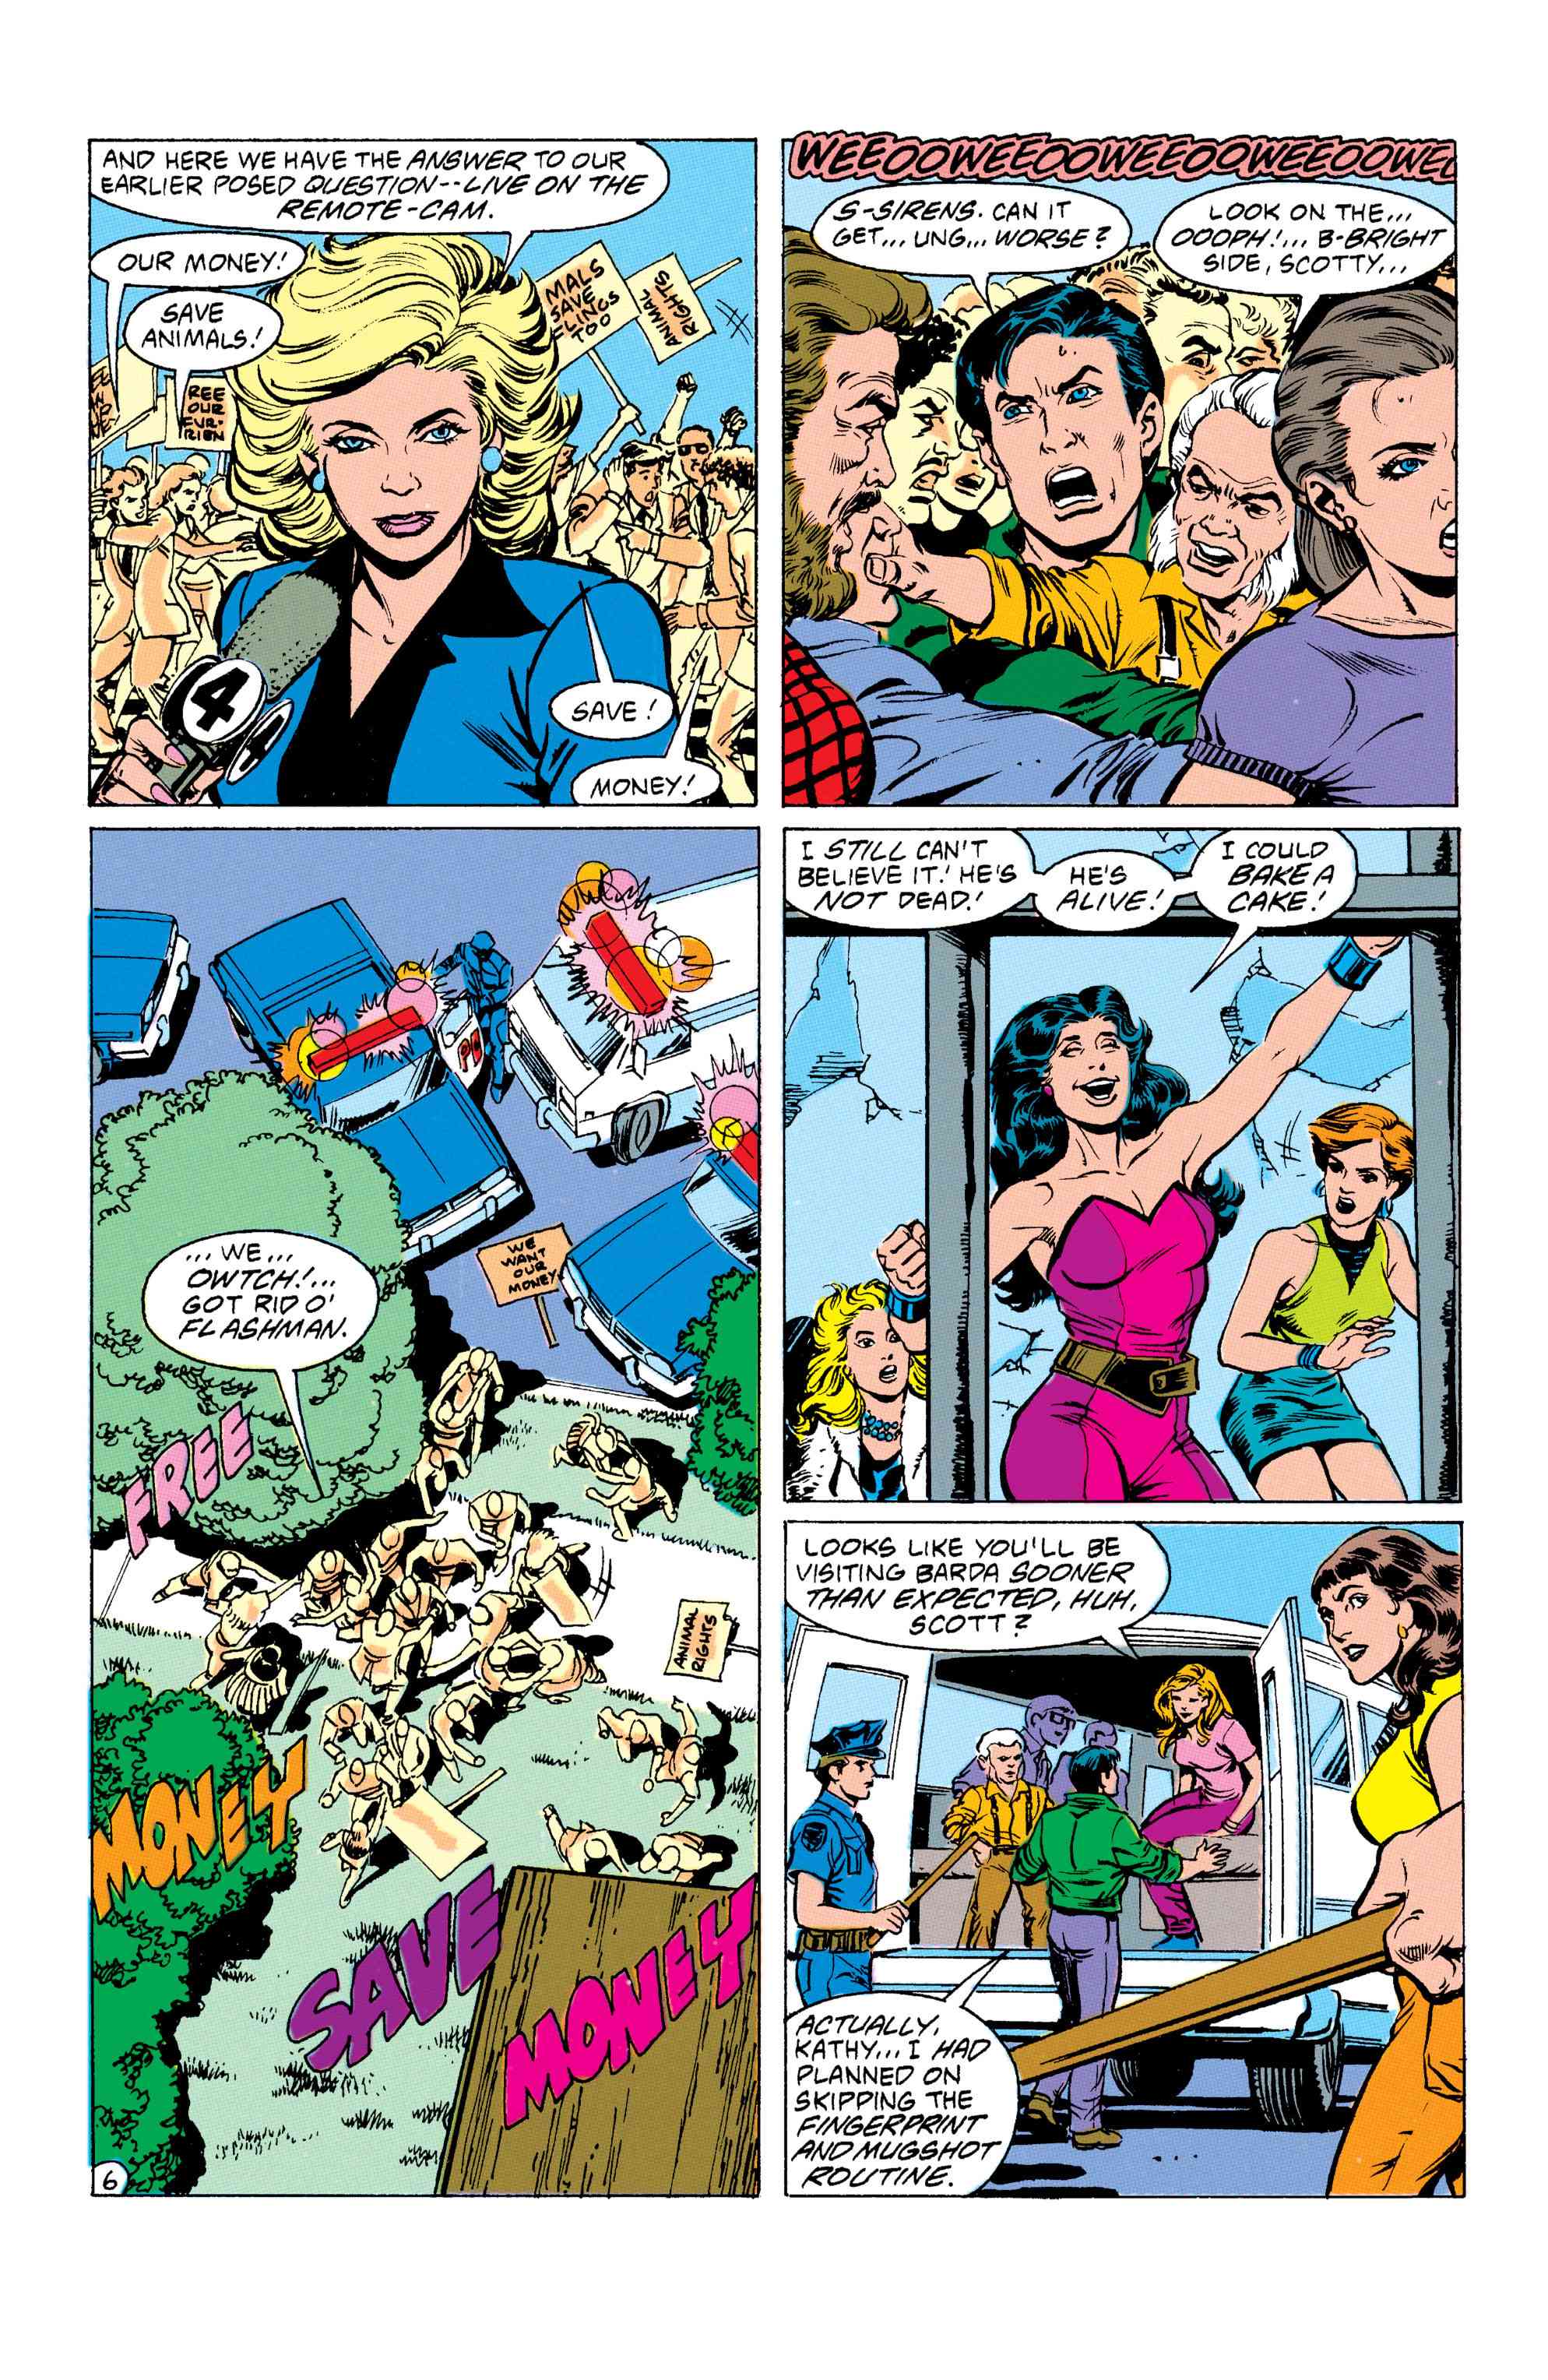 AND HERE WE HAVE THE ANSWER TO OUR
EARLIER POSED QUESTION--LIVE ON THE
REMOTE-CAM.
OUR MONEY!
SAVE
ANIMALS!
MALS
SAVE
LINGS
TOO
ANIMAL
RIGHTS
REE
OUR
FUR-
RIEN
4
SAVE!
MONEY!
WEEOOWEEOOWEEOOWEEOOWEE
S-SIRENS. CAN IT
GET... UNG... WORSE?
LOOK ON THE...
OOOPH!... B-BRIGHT
SIDE, SCOTTY...
WE
WANT
OUR
MONEY
...WE...
OWTCH!...
GOT RID O'
FLASHMAN.
FREE
ANIMAL
RIGHTS
MONEY
SAVE
MONEY
6
I STILL CAN'T
BELIEVE IT! HE'S
NOT DEAD!
HE'S
ALIVE!
I COULD
BAKE A
CAKE!
LOOKS LIKE YOU'LL BE
VISITING BARDA SOONER
THAN EXPECTED, HUH,
SCOTT?
ACTUALLY,
KATHY... I HAD
PLANNED ON
SKIPPING THE
FINGERPRINT
AND MUGSHOT
ROUTINE.